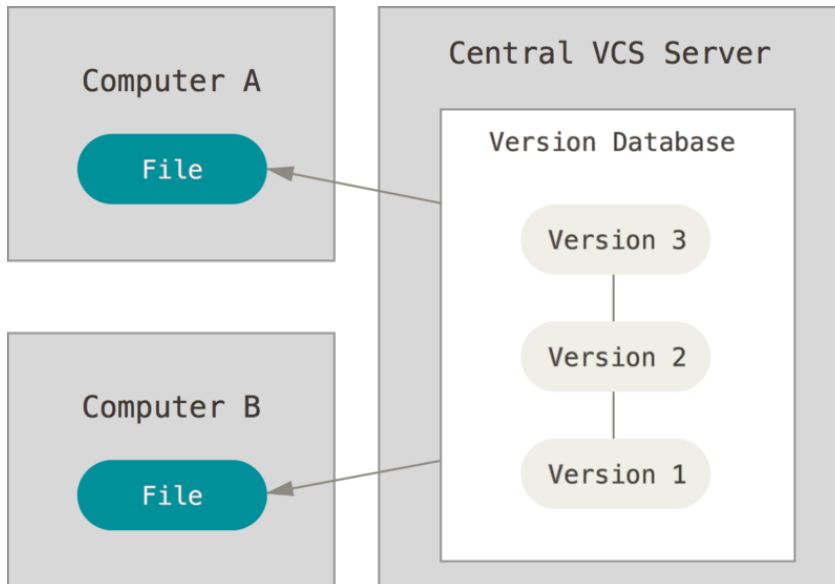 Computer A
File
Computer B
File
Central VCS Server
Version Database
Version 3
Version 2
Version 1